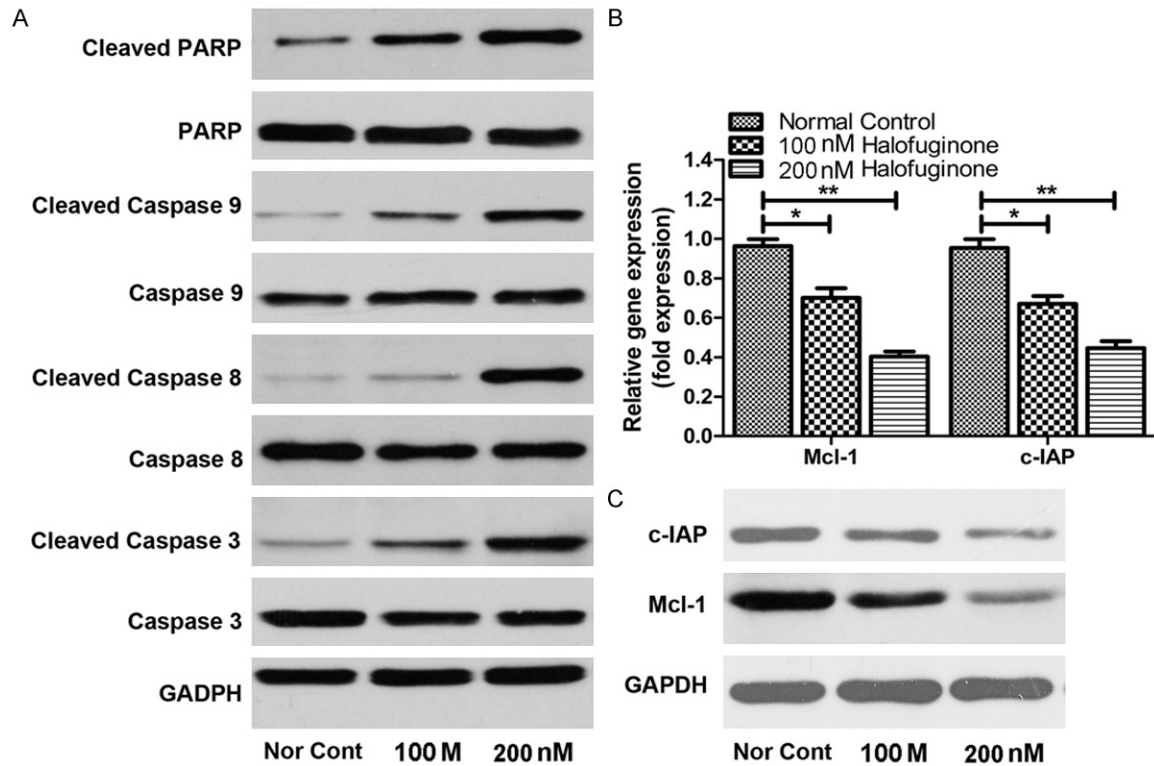 A
Cleaved PARP
PARP
Cleaved Caspase 9
Caspase 9
Cleaved Caspase 8
Caspase 8
Cleaved Caspase 3
Caspase 3
GADPH
Nor Cont 100 M 200 nM
B
Normal Control
100 nM Halofuginone
200 nM Halofuginone
Relative gene expression
(fold expression)
1.4
1.2
1.0
0.8
0.6
0.4
0.2
0.0
** **
* *
Mcl-1 c-IAP
C
c-IAP
Mcl-1
GAPDH
Nor Cont 100 M 200 nM